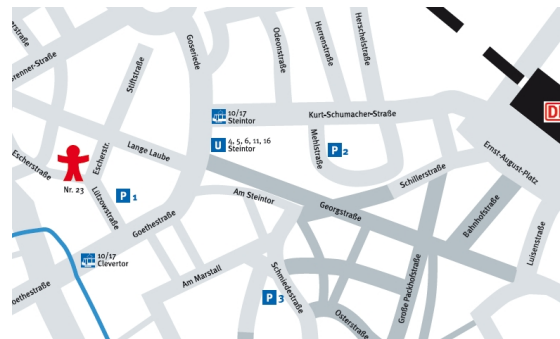 Goseriede
Odeonstraße
Herrenstraße
Herschelstraße
Stiftstraße
10/17
Steintor
Kurt-Schumacher-Straße
U
4, 5, 6, 11, 16
Steintor
Mehlstraße
P 2
Lange Laube
Escherstr.
Escherstraße
Nr. 23
Lützowstraße
P 1
Goethestraße
Am Steintor
Georgstraße
Schillerstraße
Ernst-August-Platz
Bahnhofstraße
Luisenstraße
10/17
Clevertor
Am Marstall
P 3
Schmiedestraße
Osterstraße
Große Packhofstraße